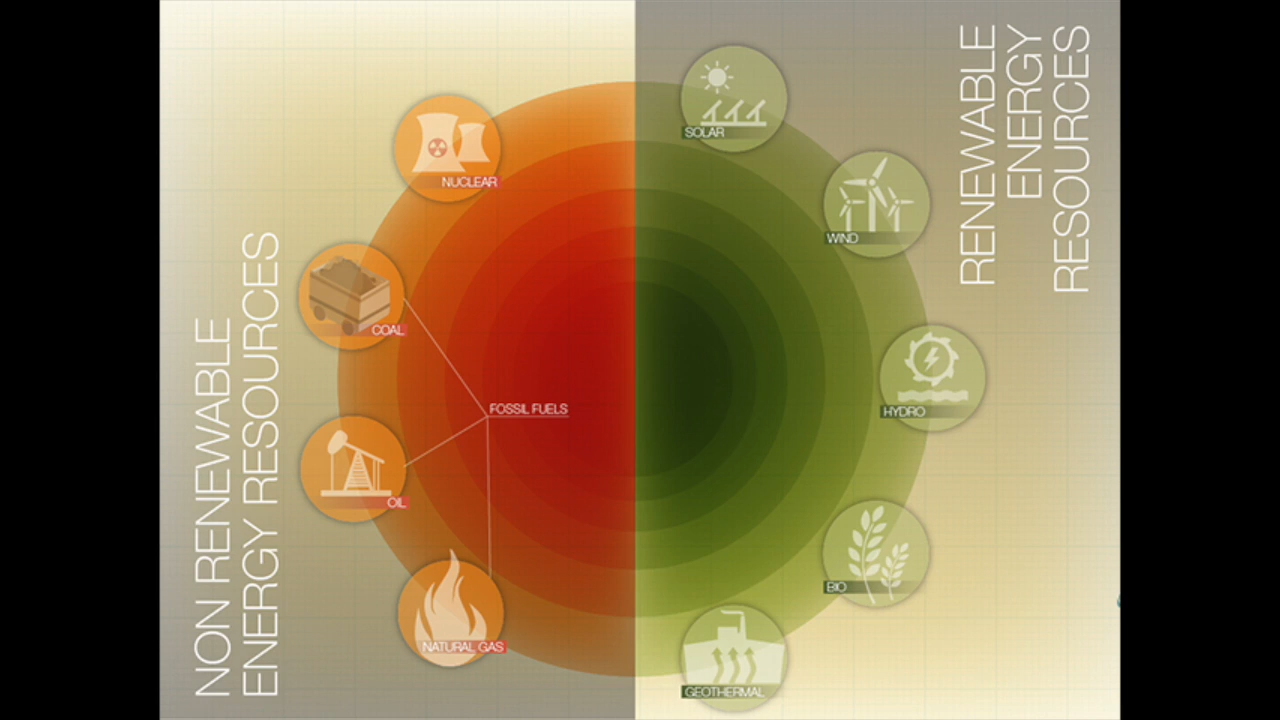 NON RENEWABLE
ENERGY RESOURCES
NUCLEAR
COAL
OIL
NATURAL GAS
FOSSIL FUELS
RENEWABLE
ENERGY
RESOURCES
SOLAR
WIND
HYDRO
BIO
GEOTHERMAL